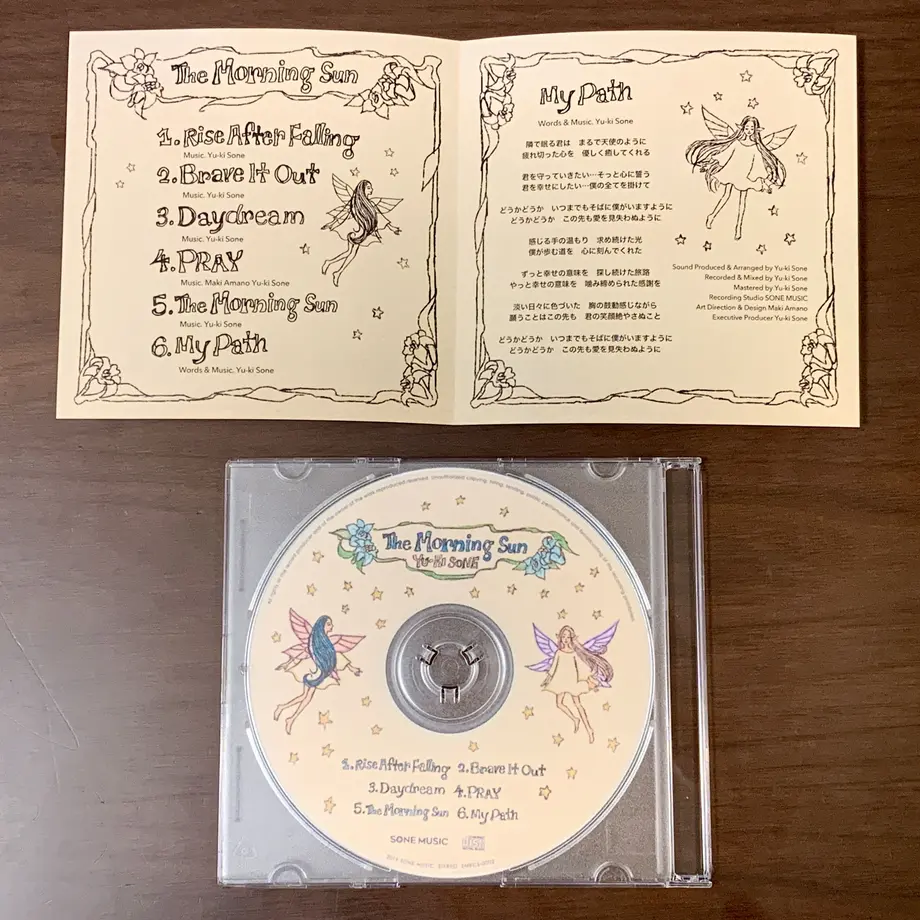 The Morning Sun
1. Rise After Falling
Music. Yu-ki Sone
2. Brave It Out
Music. Yu-ki Sone
3. Daydream
Music. Yu-ki Sone
4. PRAY
Music. Maki Amano Yu-ki Sone
5. The Morning Sun
Music. Yu-ki Sone
6. My Path
Words & Music. Yu-ki Sone
My Path
Words & Music. Yu-ki Sone
隣で眠る君は まるで天使のように
疲れ切った心を 優しく癒してくれる
君を守っていきたい…そっと心に誓う
君を幸せにしたい…僕の全てを掛けて
どうかどうか いつまでもそばに僕がいますように
どうかどうか この先も愛を見失わぬように
感じる手の温もり 求め続けた光
僕が歩む道を 心に刻んでくれた
ずっと幸せの意味を 探し続けた旅路
やっと幸せの意味を 噛み締められた感謝を
淡い日々に色づいた 胸の鼓動感じながら
願うことはこの先も 君の笑顔絶やさぬこと
どうかどうか いつまでもそばに僕がいますように
どうかどうか この先も愛を見失わぬように
Sound Produced & Arranged by Yu-ki Sone
Recorded & Mixed by Yu-ki Sone
Mastered by Yu-ki Sone
Recording Studio SONE MUSIC
Art Direction & Design Maki Amano
Executive Producer Yu-ki Sone
The Morning Sun
YU-KI SONE
1. Rise After Falling 2. Brave It Out
3. Daydream 4. PRAY
5. The Morning Sun 6. My Path
SONE MUSIC